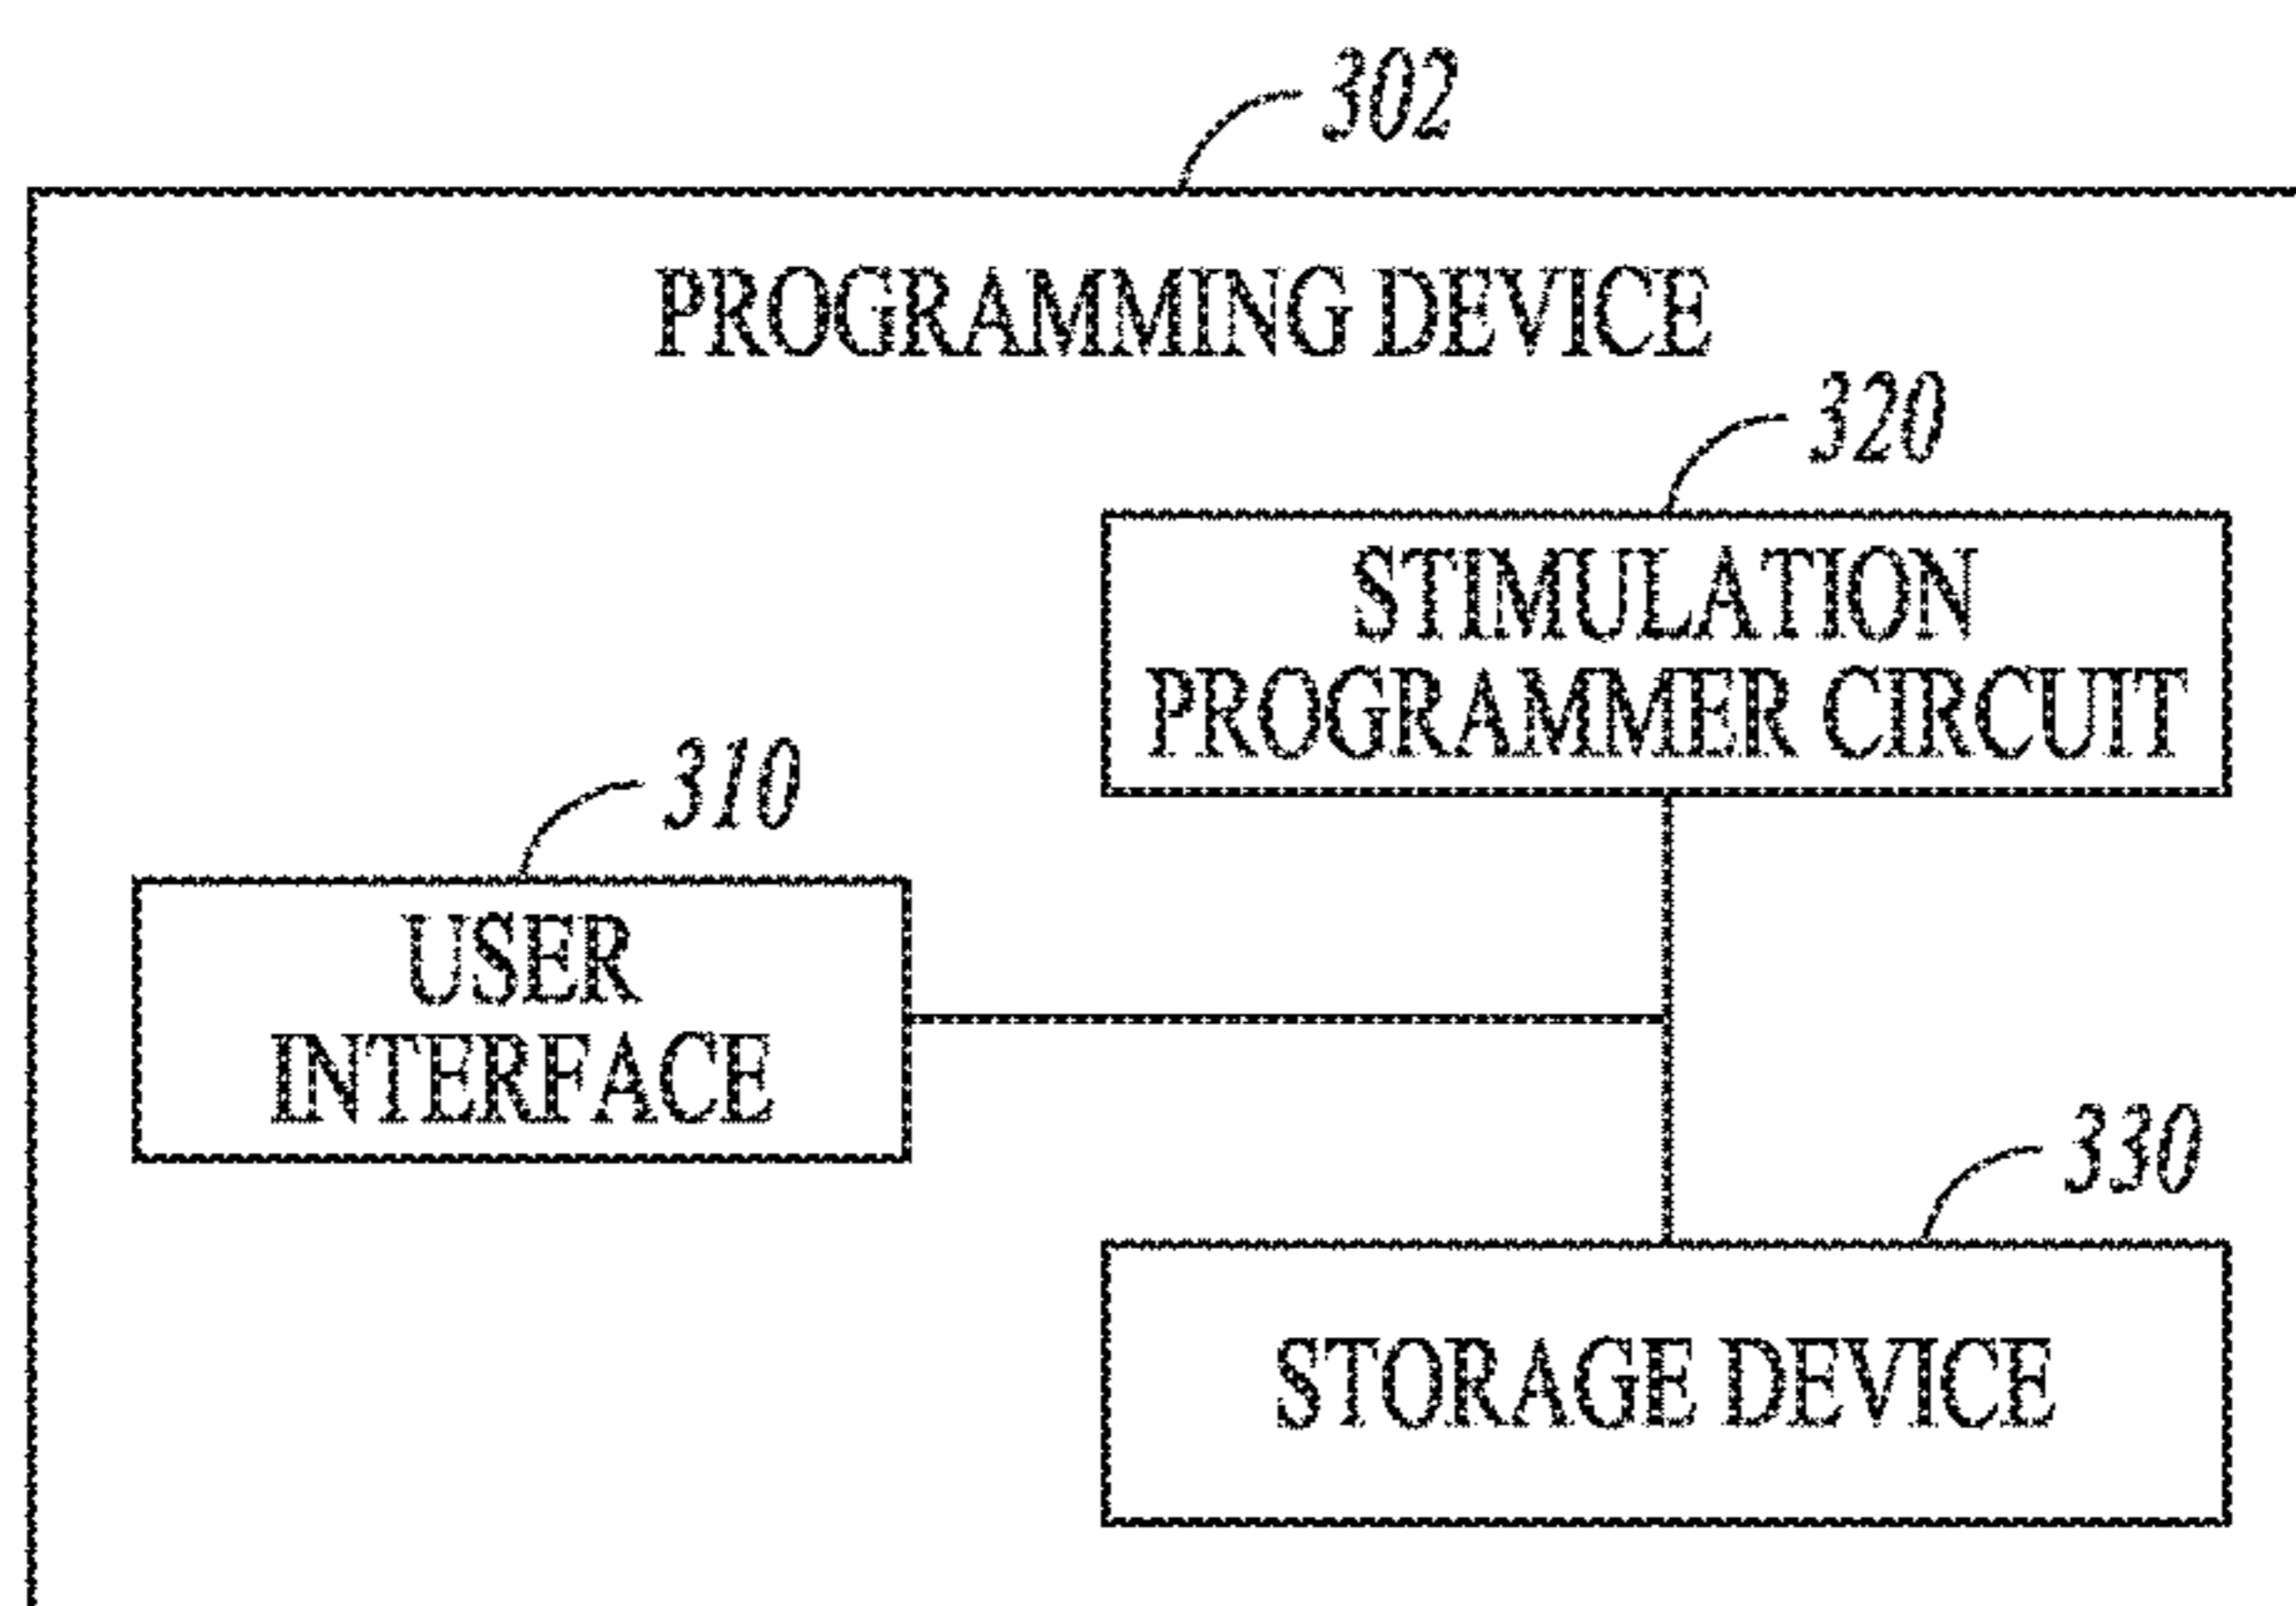 302
PROGRAMMING DEVICE
320
STIMULATION
PROGRAMMER CIRCUIT
310
USER
INTERFACE
330
STORAGE DEVICE